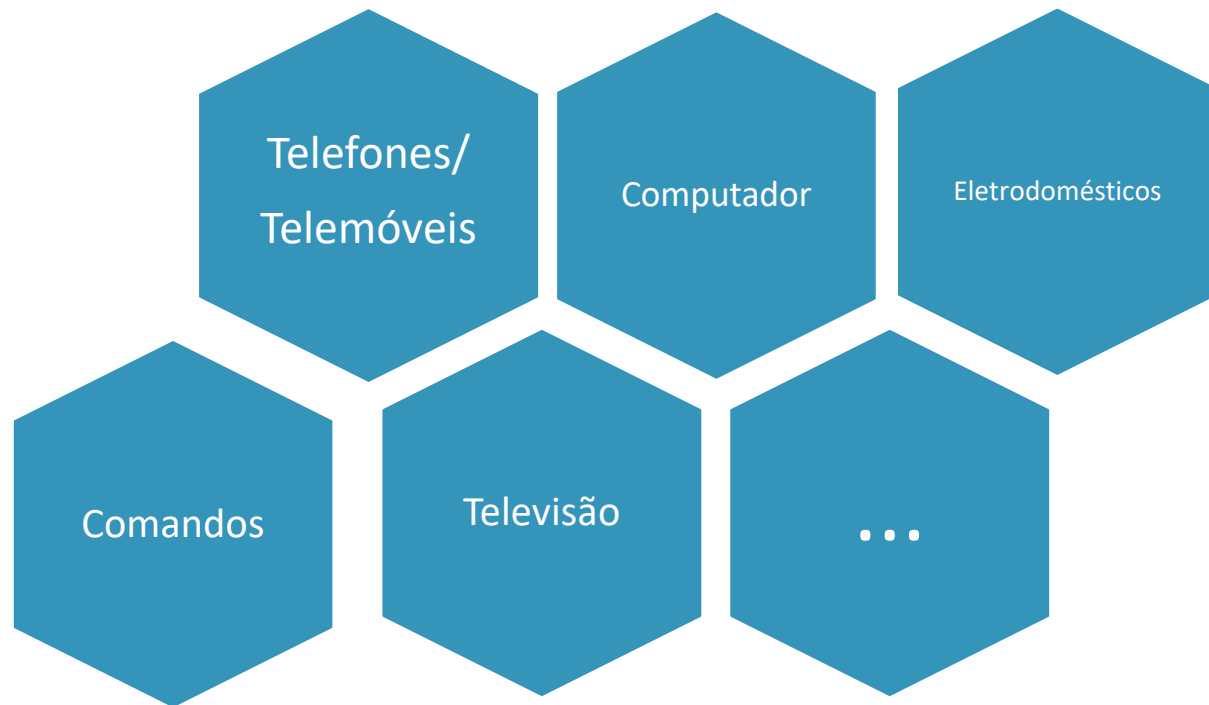 Telefones/
Telemóveis
Computador
Eletrodomésticos
Comandos
Televisão
...